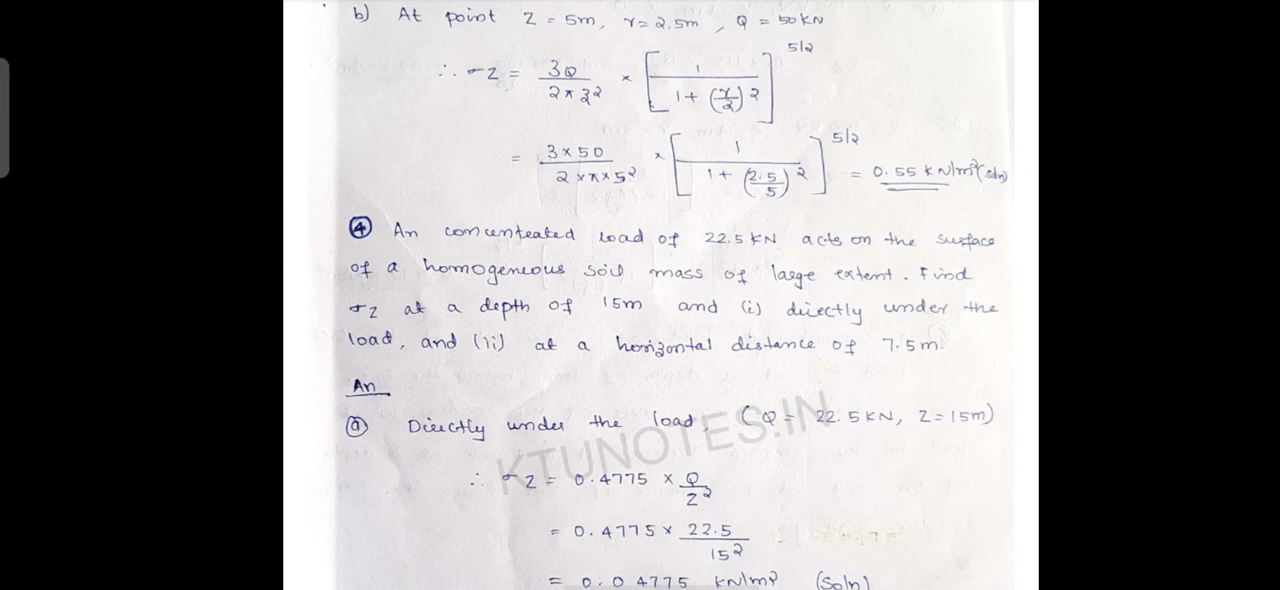 b) At point Z = 5m, r = 2.5m, Q = 50 KN
∴ σz = 3Q / 2πz² × [1 / 1 + (r/z)²]^5/2
= 3 × 50 / 2 × π × 5² × [1 / 1 + (2.5/5)²]^5/2 = 0.55 KN/m² (soln)
④ An concenteated load of 22.5 KN acts on the surface
of a homogeneous soil mass of large extent. Find
σz at a depth of 15m and (i) directly under the
load, and (ii) at a horizontal distance of 7.5m.
An
ⓐ Directly under the load, (Q = 22.5 KN, Z = 15m)
KTUNOTES.IN
∴ σz = 0.4775 × Q / Z²
= 0.4775 × 22.5 / 15²
= 0.04775 KN/m² (Soln)